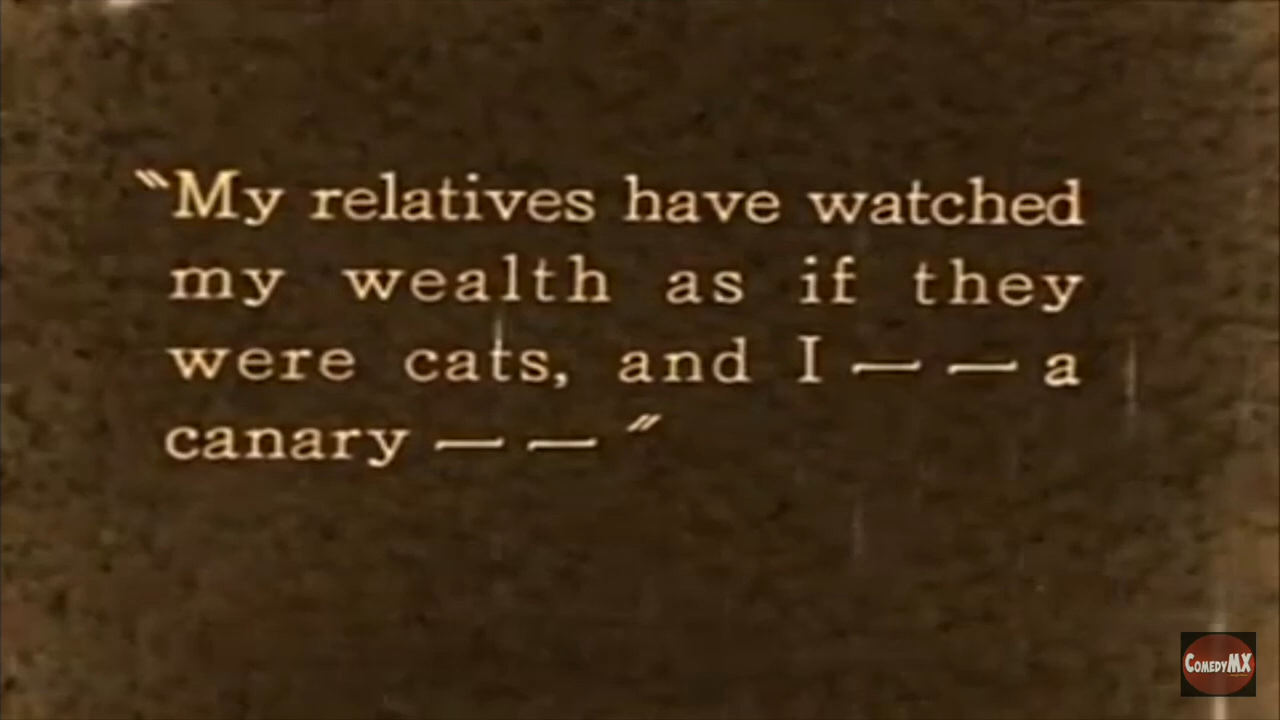 "My relatives have watched
my wealth as if they
were cats, and I — — a
canary — — "
COMEDYMX